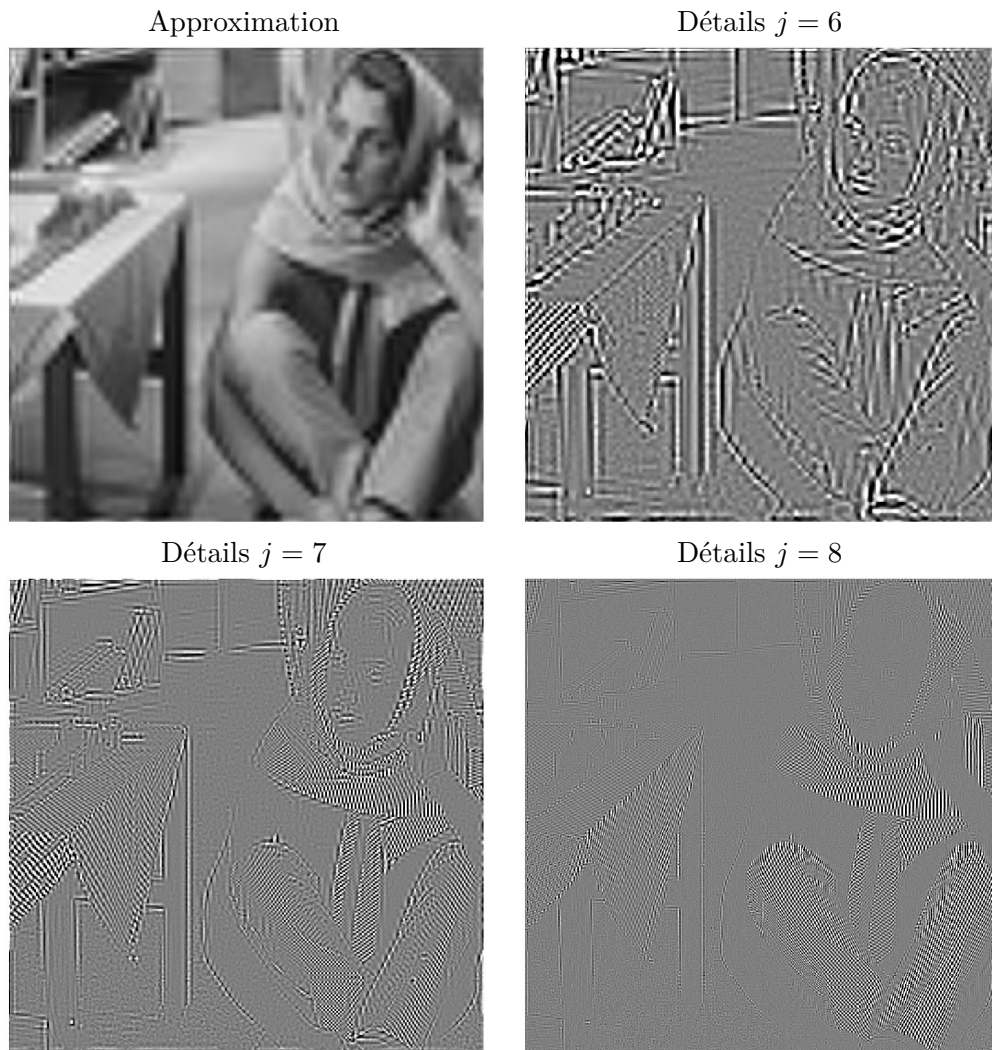 Approximation
Détails j = 6
Détails j = 7
Détails j = 8